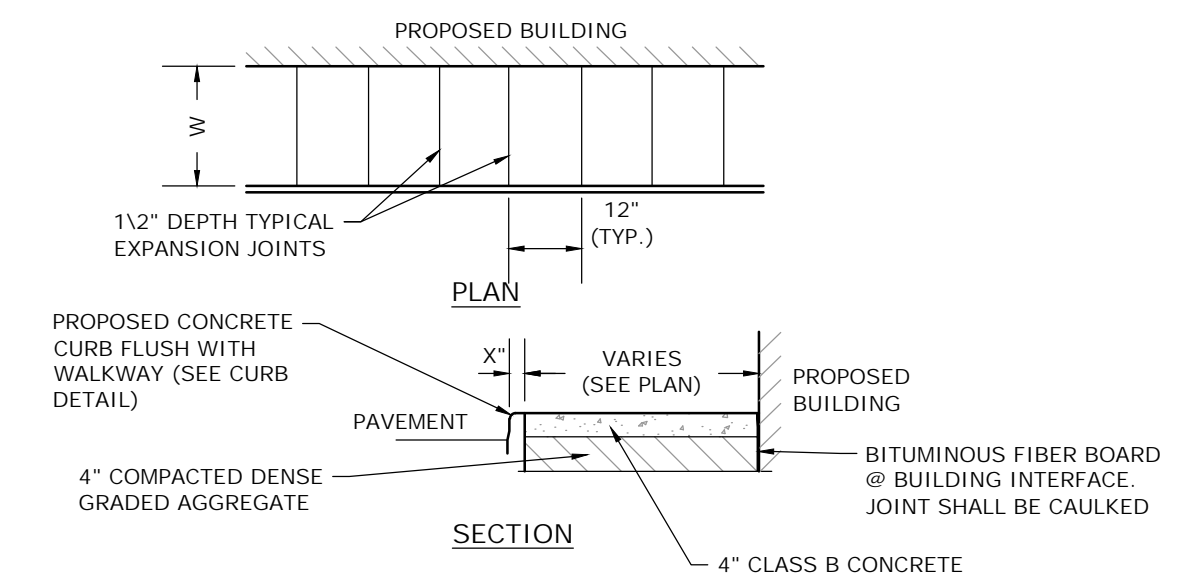 PROPOSED BUILDING
W
1\2" DEPTH TYPICAL
EXPANSION JOINTS
12"
(TYP.)
PLAN
PROPOSED CONCRETE
CURB FLUSH WITH
WALKWAY (SEE CURB
DETAIL)
X"
VARIES
(SEE PLAN)
PROPOSED
BUILDING
PAVEMENT
4" COMPACTED DENSE
GRADED AGGREGATE
BITUMINOUS FIBER BOARD
@ BUILDING INTERFACE.
JOINT SHALL BE CAULKED
SECTION
4" CLASS B CONCRETE